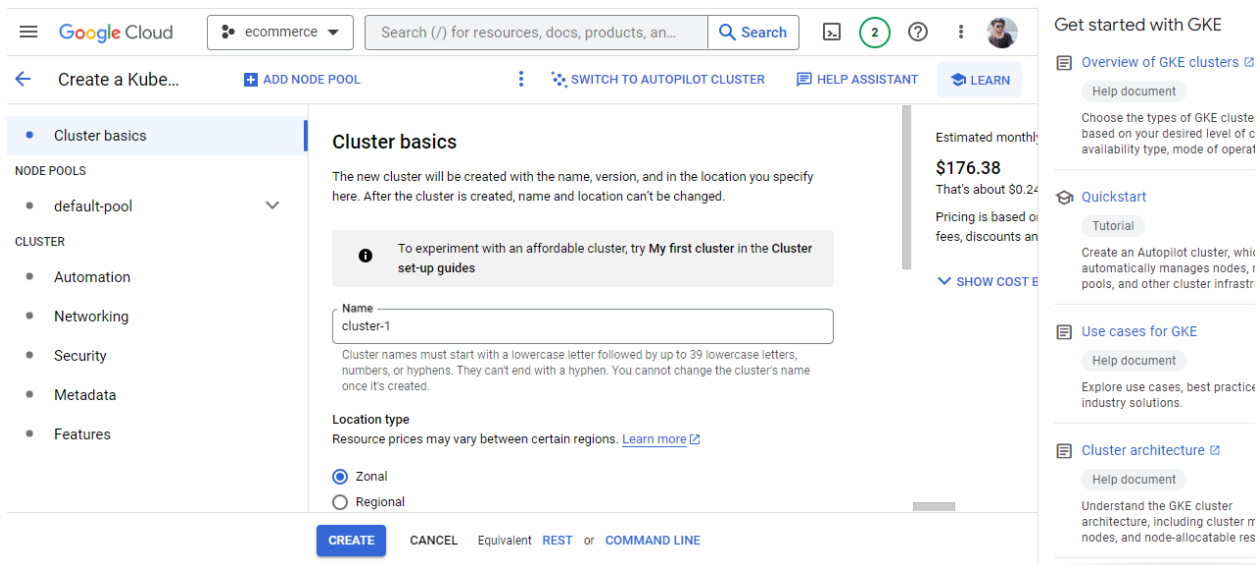 Google Cloud
ecommerce
Search (/) for resources, docs, products, an...
Search
2
Create a Kube...
ADD NODE POOL
SWITCH TO AUTOPILOT CLUSTER
HELP ASSISTANT
LEARN
Cluster basics
NODE POOLS
default-pool
CLUSTER
Automation
Networking
Security
Metadata
Features
Cluster basics
The new cluster will be created with the name, version, and in the location you specify
here. After the cluster is created, name and location can't be changed.
To experiment with an affordable cluster, try My first cluster in the Cluster
set-up guides
Name
cluster-1
Cluster names must start with a lowercase letter followed by up to 39 lowercase letters,
numbers, or hyphens. They can't end with a hyphen. You cannot change the cluster's name
once it's created.
Location type
Resource prices may vary between certain regions. Learn more
Zonal
Regional
CREATE
CANCEL
Equivalent REST or COMMAND LINE
Estimated monthly
$176.38
That's about $0.24
Pricing is based
fees, discounts
SHOW COST
Get started with GKE
Overview of GKE clusters
Help document
Choose the types of GKE
based on your desired level of
availability type, mode of
Quickstart
Tutorial
Create an Autopilot cluster,
automatically manages nodes,
pools, and other cluster
Use cases for GKE
Help document
Explore use cases, best
industry solutions.
Cluster architecture
Help document
Understand the GKE cluster
architecture, including cluster
nodes, and node-allocatable